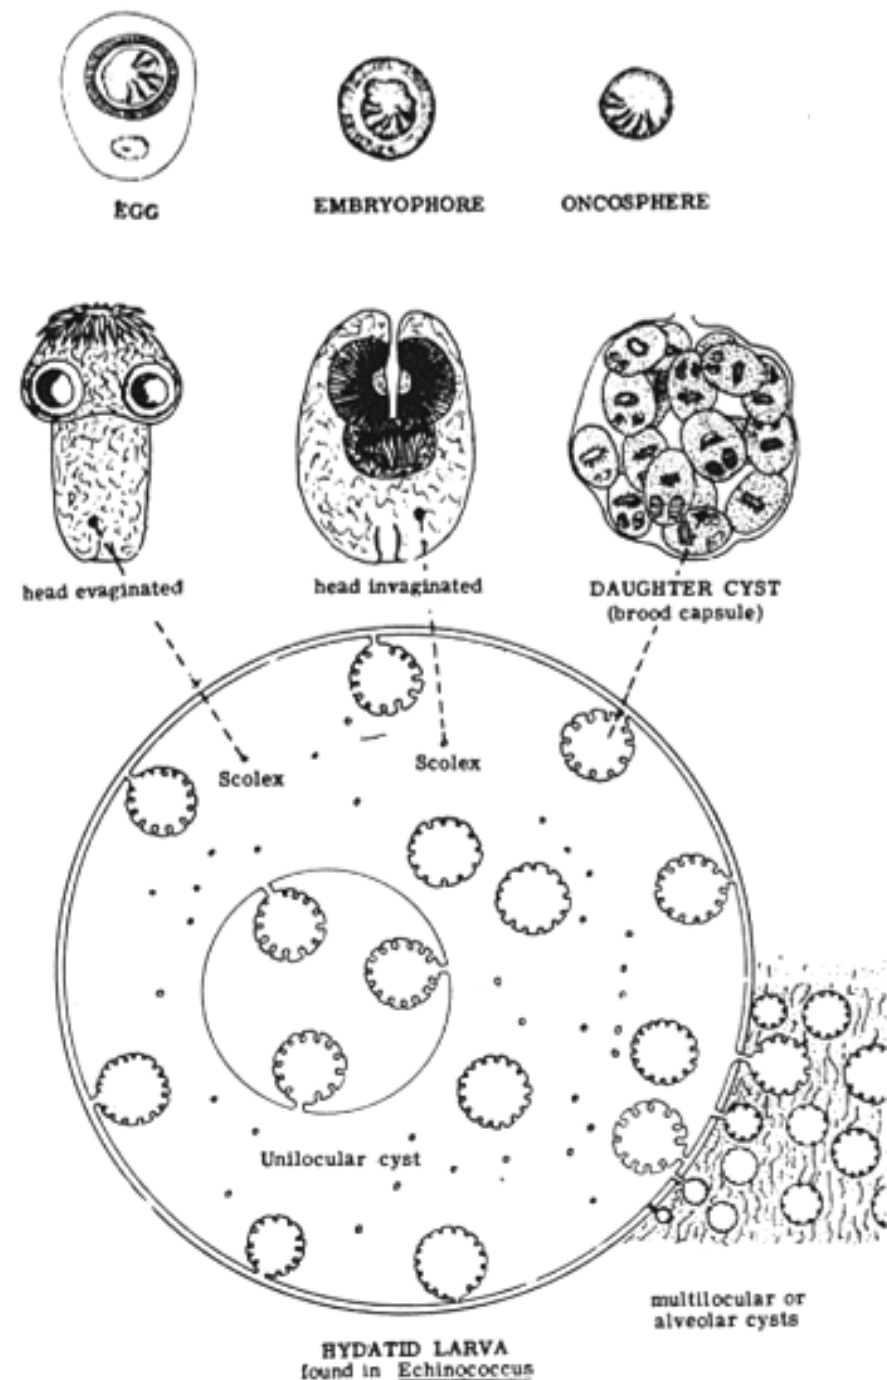 EGG
EMBRYOPHORE
ONCOSPHERE
head evaginated
head invaginated
DAUGHTER CYST
(brood capsule)
Scolex
Scolex
Unilocular cyst
multilocular or
alveolar cysts
HYDATID LARVA
found in Echinococcus